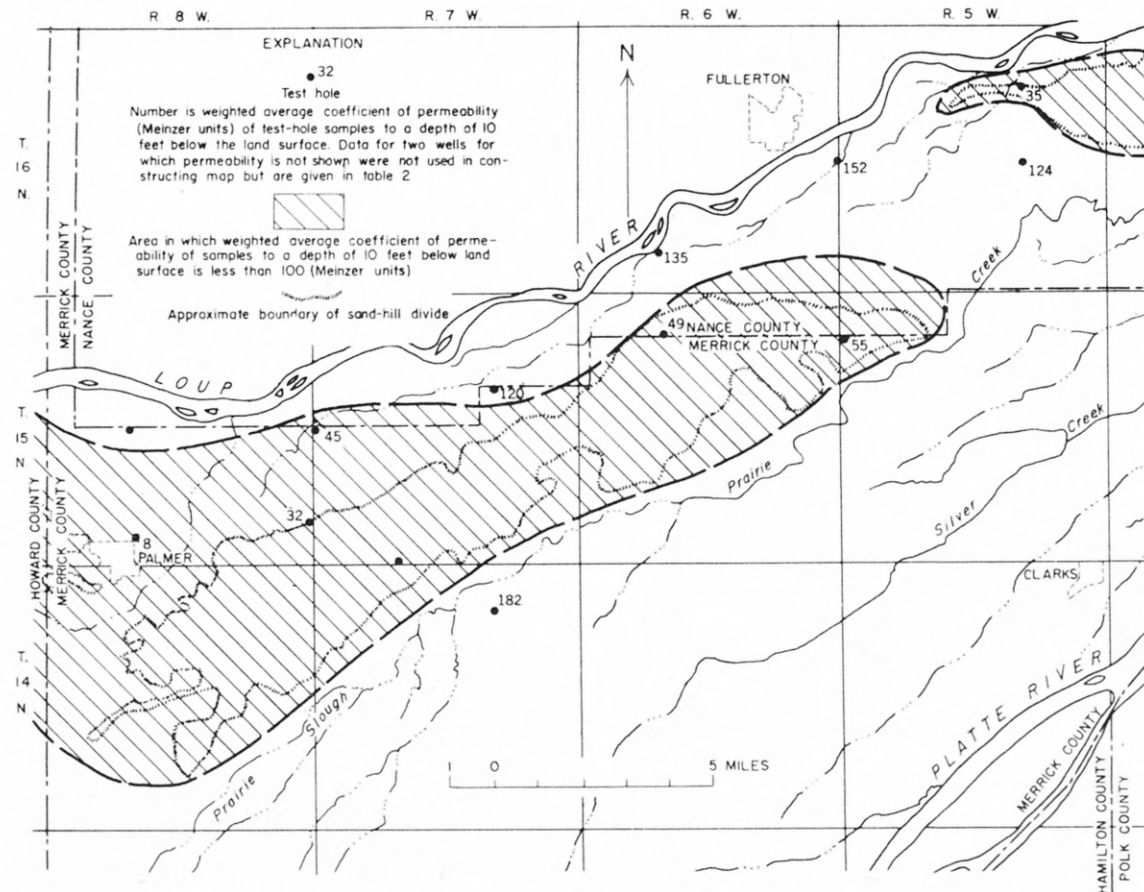 R. 8 W.
R. 7 W.
R. 6 W.
R. 5 W.
EXPLANATION
32
Test hole
Number is weighted average coefficient of permeability
(Meinzer units) of test-hole samples to a depth of 10
feet below the land surface. Data for two wells for
which permeability is not shown were not used in con-
structing map but are given in table 2
Area in which weighted average coefficient of perme-
ability of samples to a depth of 10 feet below land
surface is less than 100 (Meinzer units)
Approximate boundary of sand-hill divide
N
FULLERTON
35
T.
16
N.
152
124
MERRICK COUNTY
NANCE COUNTY
LOUP RIVER
135
Creek
49
NANCE COUNTY
MERRICK COUNTY
55
120
T.
15
N
45
Prairie
Creek
Silver
32
8
PALMER
HOWARD COUNTY
MERRICK COUNTY
CLARKS
182
T.
14
N
Prairie Slough
1 0 5 MILES
PLATTE RIVER
MERRICK COUNTY
HAMILTON COUNTY
POLK COUNTY